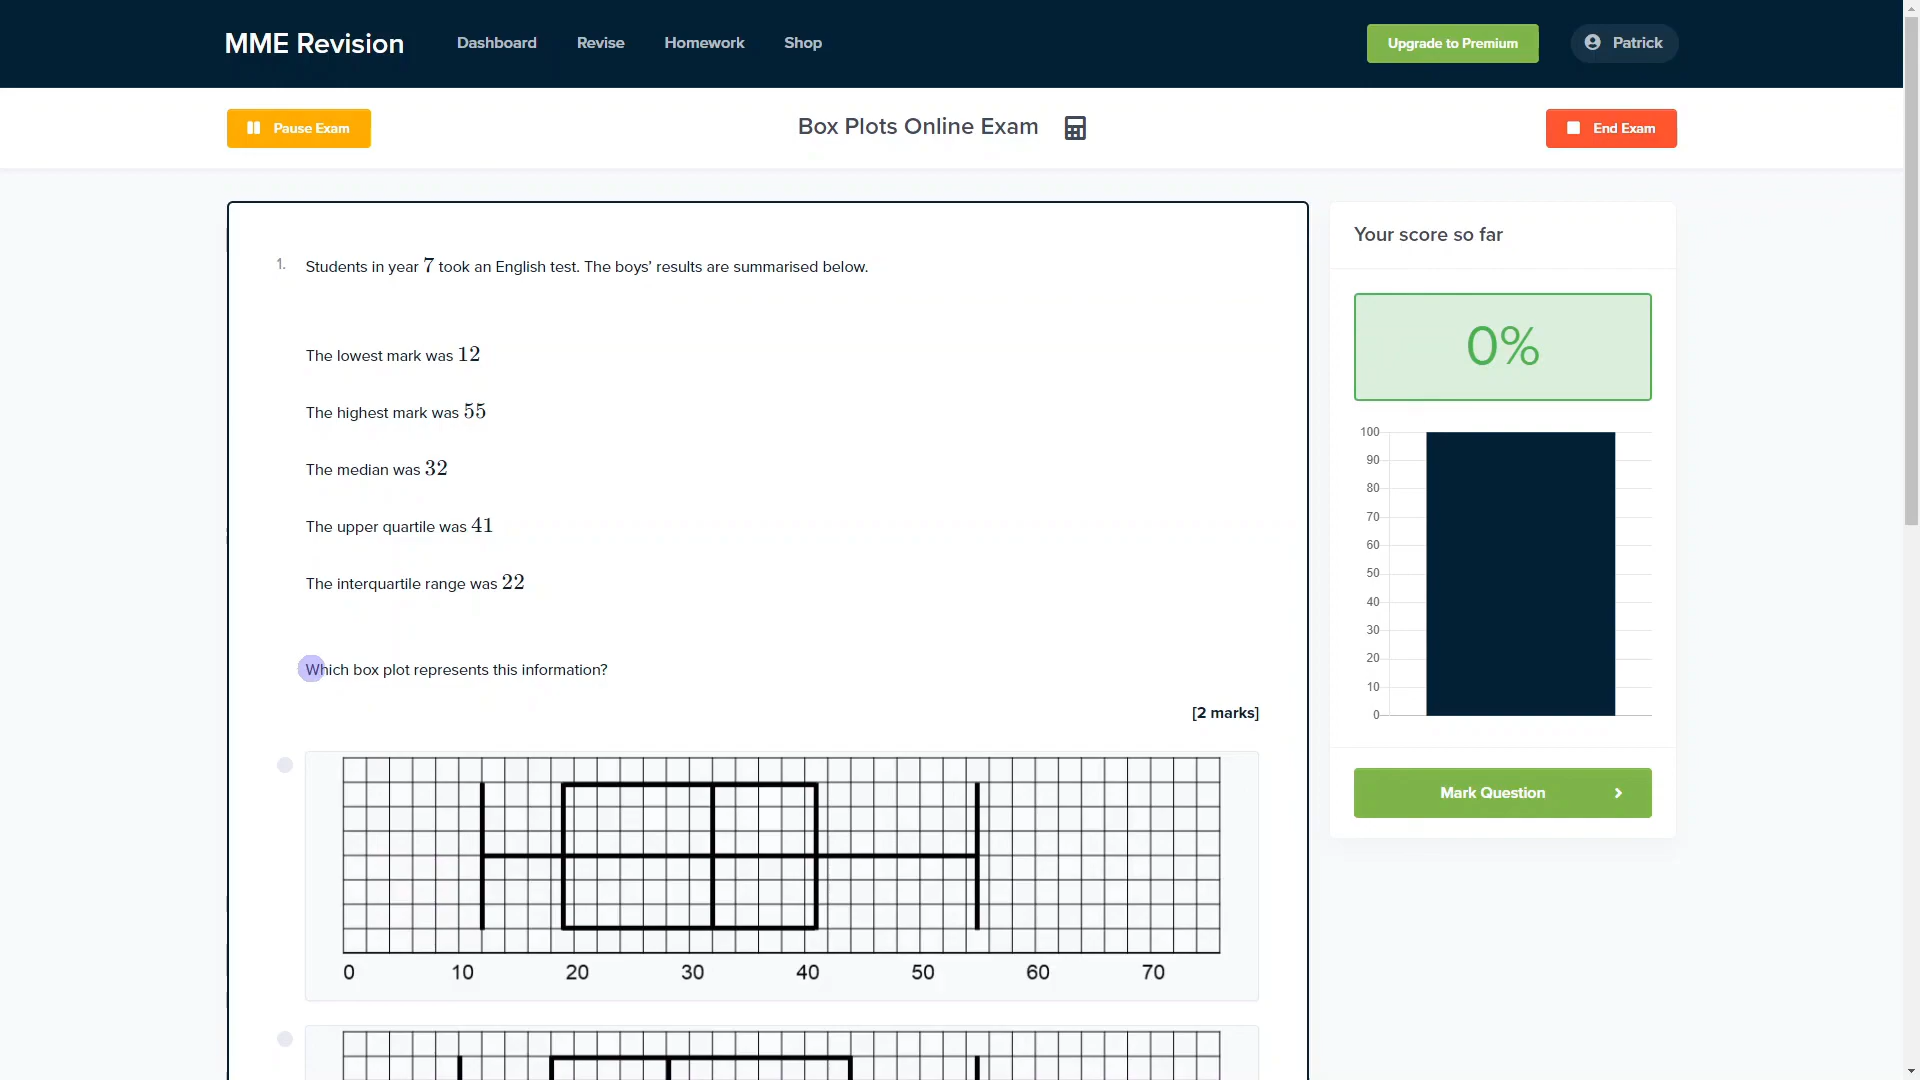 MME Revision
Dashboard
Revise
Homework
Shop
Upgrade to Premium
Patrick
Pause Exam
Box Plots Online Exam
End Exam
1.
Students in year 7 took an English test. The boys’ results are summarised below.
The lowest mark was 12
The highest mark was 55
The median was 32
The upper quartile was 41
The interquartile range was 22
Which box plot represents this information?
[2 marks]
0 10 20 30 40 50 60 70
Your score so far
0%
100
90
80
70
60
50
40
30
20
10
0
Mark Question